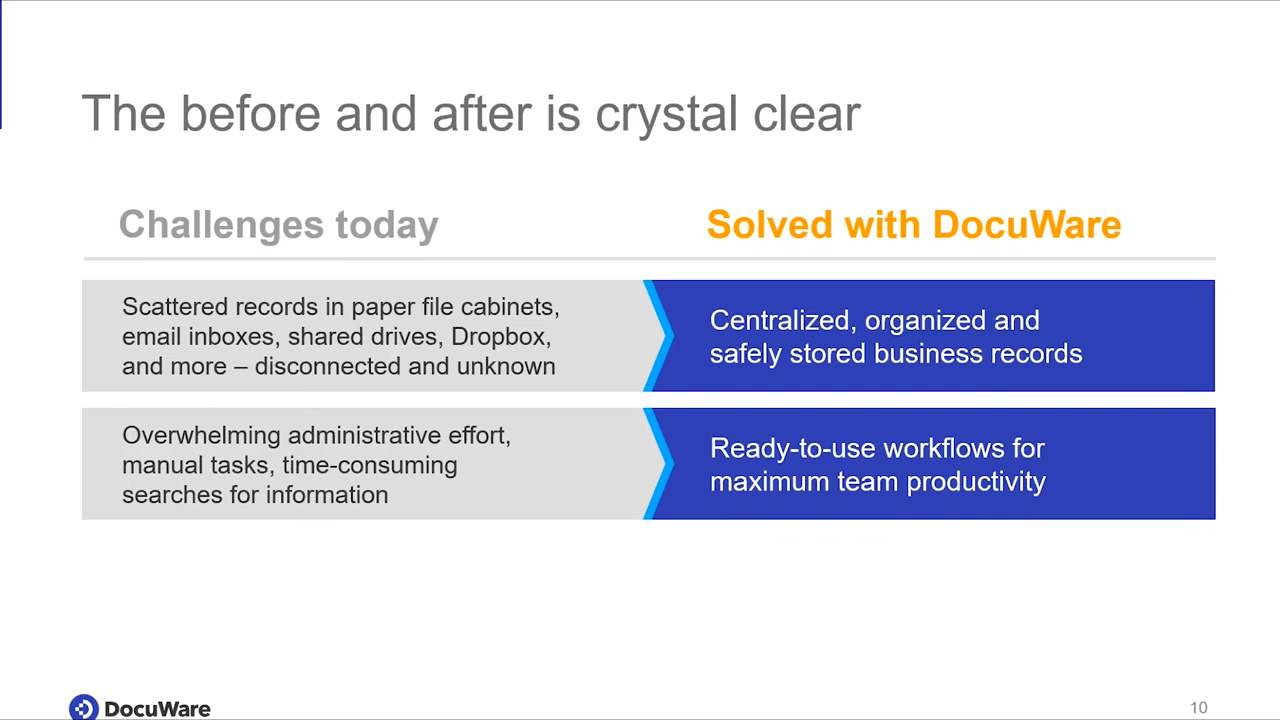 The before and after is crystal clear
Challenges today
Solved with DocuWare
Scattered records in paper file cabinets,
email inboxes, shared drives, Dropbox,
and more – disconnected and unknown
Centralized, organized and
safely stored business records
Overwhelming administrative effort,
manual tasks, time-consuming
searches for information
Ready-to-use workflows for
maximum team productivity
DocuWare
10